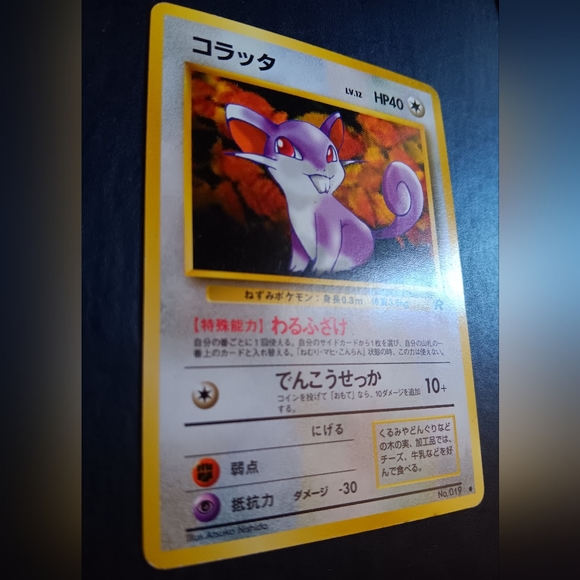 コラッタ
LV.12 HP40
ねずみポケモン：身長0.3m、
R
【特殊能力】わるふざけ
自分の番ごとに1回使える。自分のサイドカードから1枚を選び、自分の山札の一
番上のカードと入れ替える。「ねむり・マヒ・こんらん」状態の時、この力は使えない。
でんこうせっか 10+
コインを投げて「おもて」なら、10ダメージを追加
する。
にげる
弱点
抵抗力 ダメージ -30
くるみやどんぐりなど
の木の実、加工品では、
チーズ、牛乳などを好
んで食べる。
Illus. Atsuko Nishida
No.019